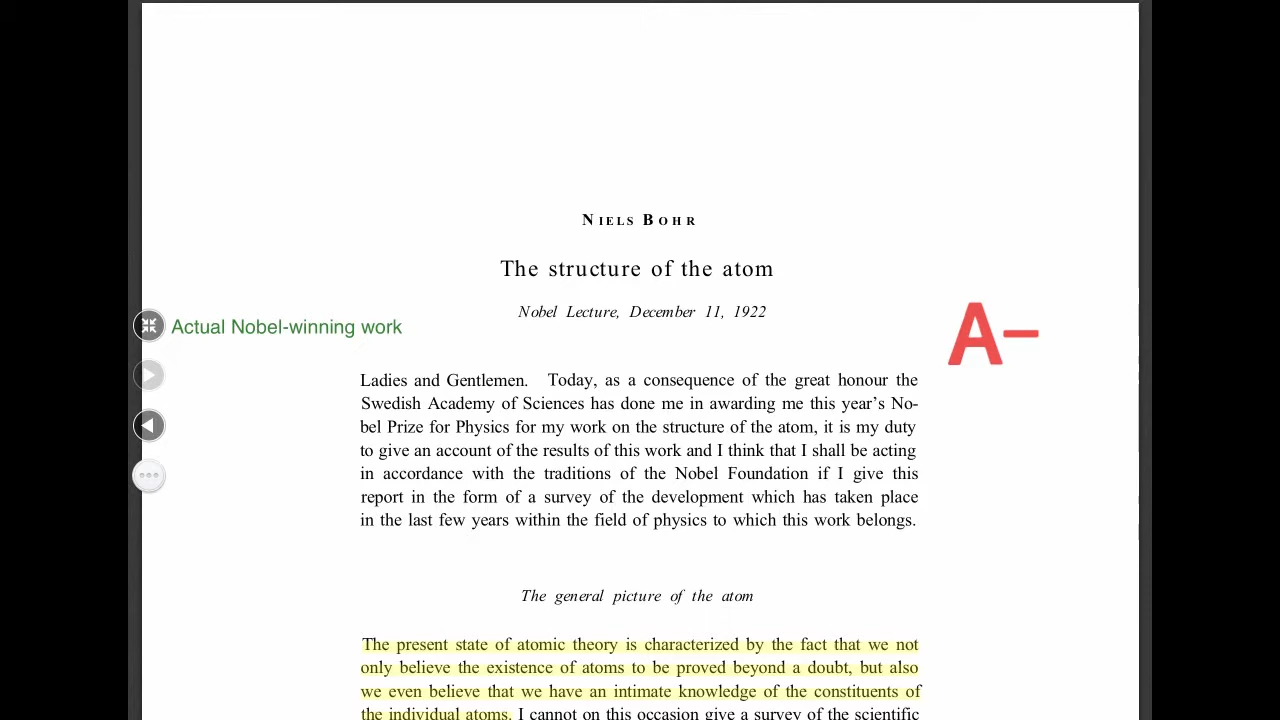 NIELS BOHR
The structure of the atom
Nobel Lecture, December 11, 1922
A–
Actual Nobel-winning work
Ladies and Gentlemen. Today, as a consequence of the great honour the
Swedish Academy of Sciences has done me in awarding me this year's No-
bel Prize for Physics for my work on the structure of the atom, it is my duty
to give an account of the results of this work and I think that I shall be acting
in accordance with the traditions of the Nobel Foundation if I give this
report in the form of a survey of the development which has taken place
in the last few years within the field of physics to which this work belongs.
The general picture of the atom
The present state of atomic theory is characterized by the fact that we not
only believe the existence of atoms to be proved beyond a doubt, but also
we even believe that we have an intimate knowledge of the constituents of
the individual atoms. I cannot on this occasion give a survey of the scientific